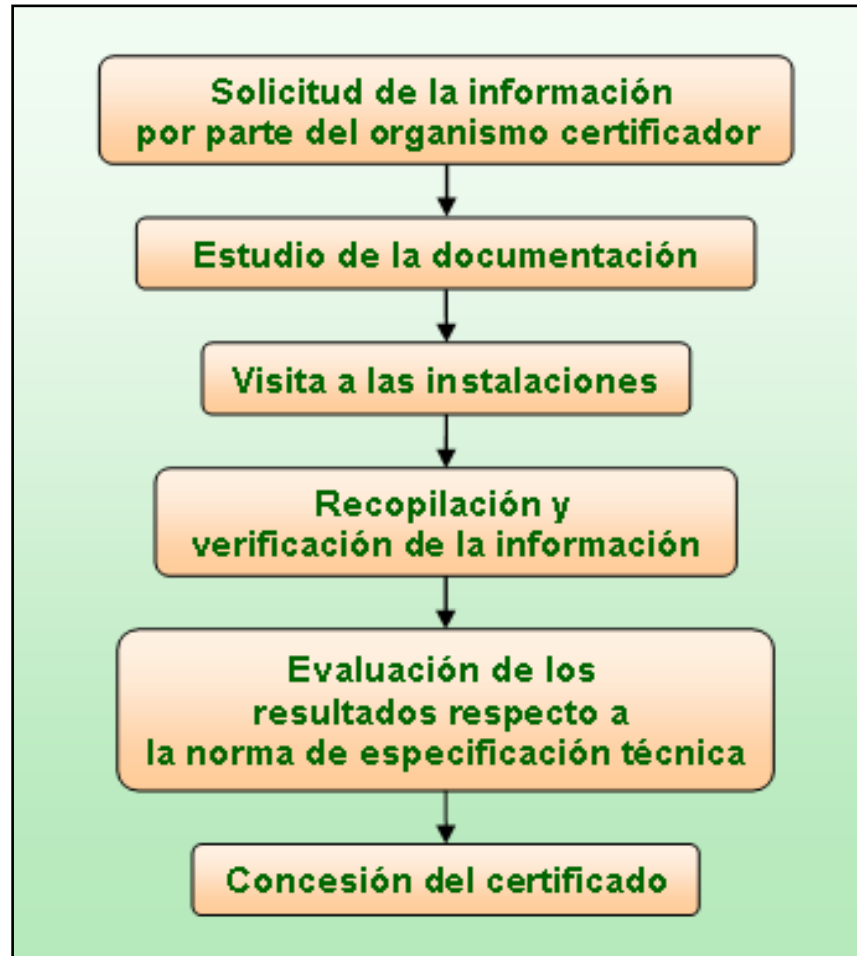 Solicitud de la información
por parte del organismo certificador
Estudio de la documentación
Visita a las instalaciones
Recopilación y
verificación de la información
Evaluación de los
resultados respecto a
la norma de especificación técnica
Concesión del certificado